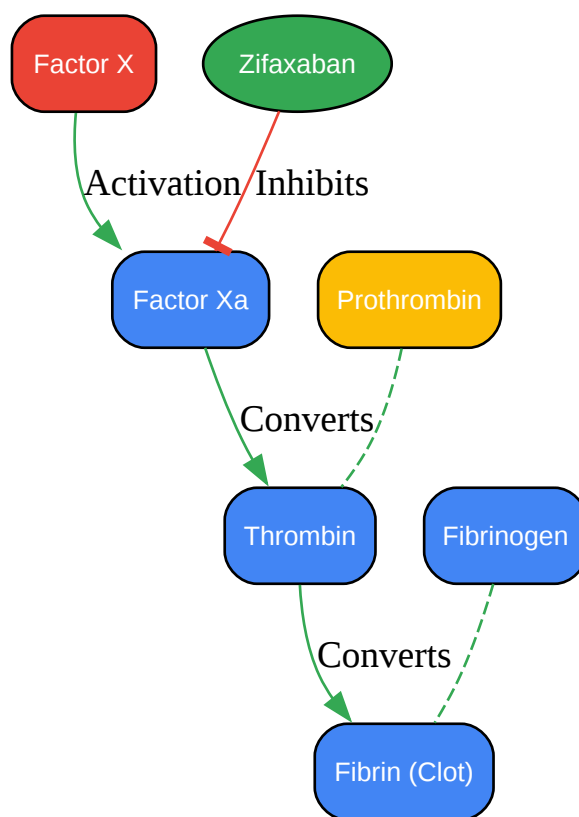 Factor X
Zifaxaban
Activation
Inhibits
Factor Xa
Prothrombin
Converts
Thrombin
Fibrinogen
Converts
Fibrin (Clot)